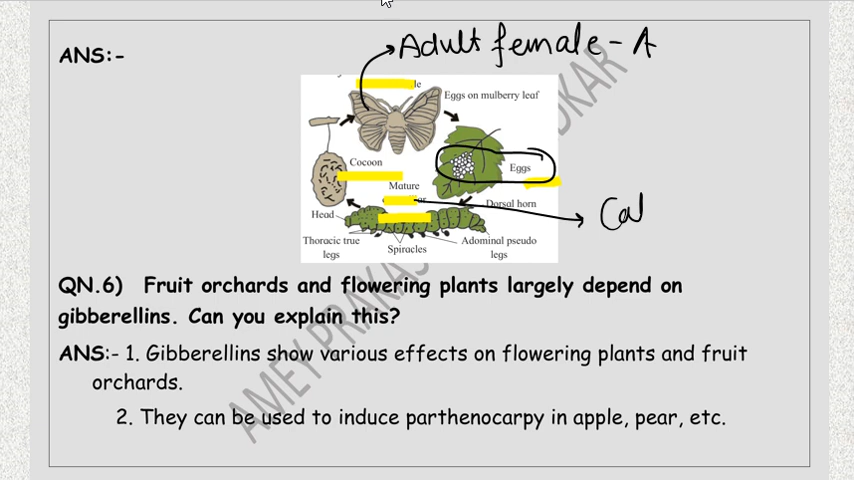 ANS:-
Adult female - A
le
Eggs on mulberry leaf
Cocoon
Eggs
Mature
Dorsal horn
Cal
Head
Thoracic true
legs
Spiracles
Adominal pseudo
legs
QN.6) Fruit orchards and flowering plants largely depend on
gibberellins. Can you explain this?
ANS:- 1. Gibberellins show various effects on flowering plants and fruit
orchards.
2. They can be used to induce parthenocarpy in apple, pear, etc.